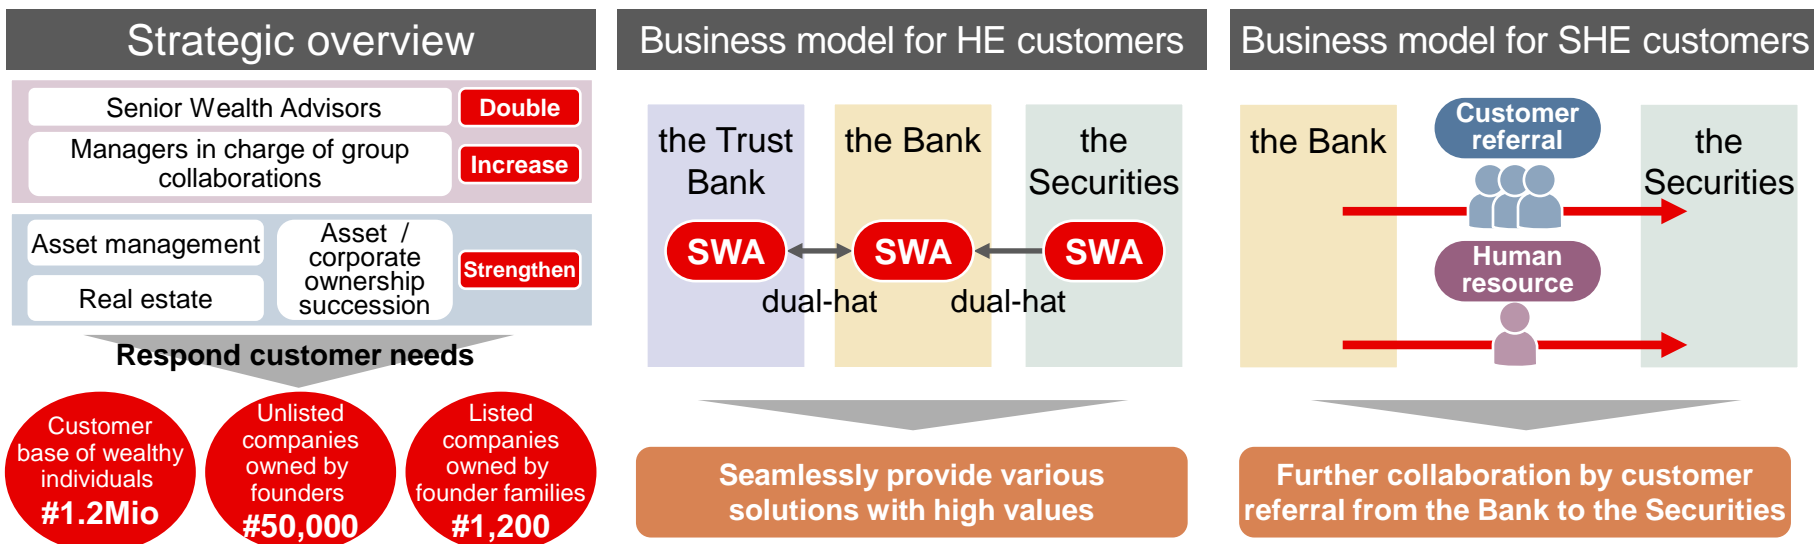 Strategic overview
Senior Wealth Advisors
Double
Managers in charge of group
collaborations
Increase
Asset management
Real estate
Asset /
corporate
ownership
succession
Strengthen
Respond customer needs
Customer
base of wealthy
individuals
#1.2Mio
Unlisted
companies
owned by
founders
#50,000
Listed
companies
owned by
founder families
#1,200
Business model for HE customers
the Trust
Bank
the Bank
the
Securities
SWA
SWA
SWA
dual-hat
dual-hat
Seamlessly provide various
solutions with high values
Business model for SHE customers
the Bank
Customer
referral
the
Securities
Human
resource
Further collaboration by customer
referral from the Bank to the Securities